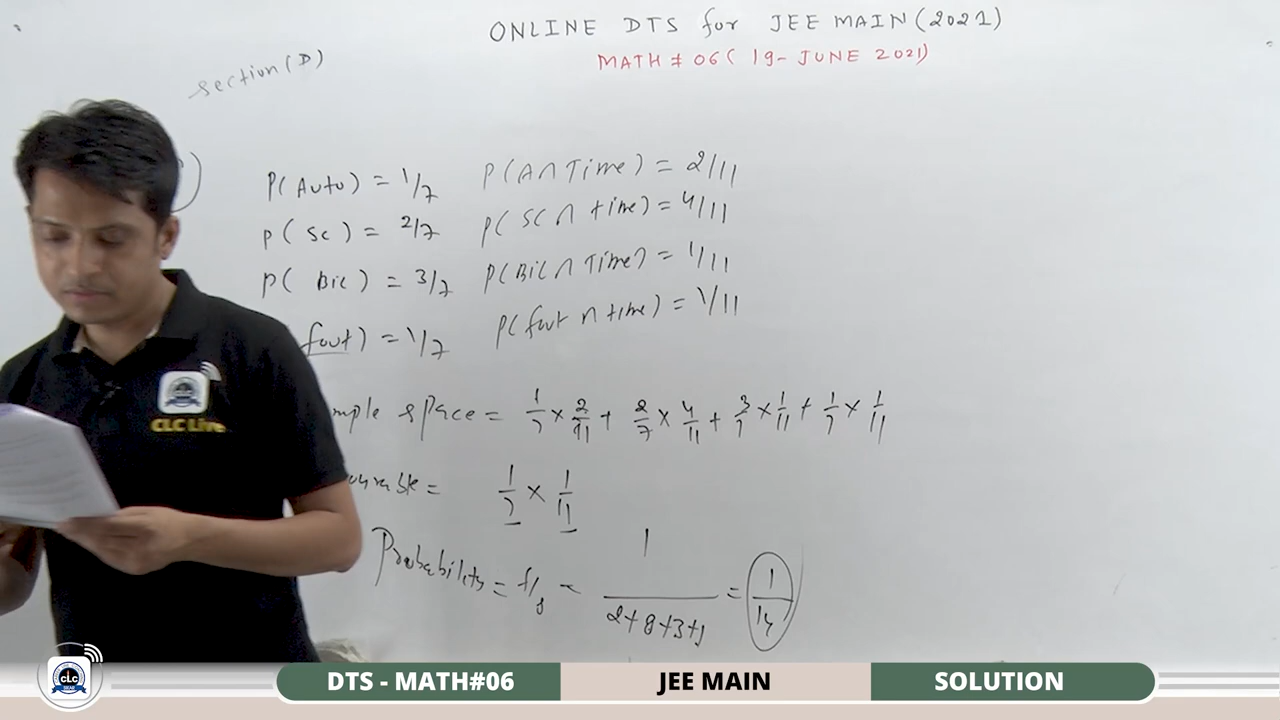 ONLINE DTS for JEE MAIN (2021)
MATH # 06 ( 19- JUNE 2021)
section (D)
P( Auto) = 1/7 P(A∩ Time) = 2/11
P( Sc ) = 2/7 P( SC ∩ time) = 4/11
P( Bic) = 3/7 P(Bic ∩ Time) = 1/11
foot) = 1/7 P(foot ∩ time) = 1/11
mple space = 1/7 × 2/11 + 2/7 × 4/11 + 3/7 × 1/11 + 1/7 × 1/11
ourable = 1/7 × 1/11
Probability = f/s = 1/(2+8+3+1) = 1/14
CLC Live
CLC
DTS - MATH#06
JEE MAIN
SOLUTION